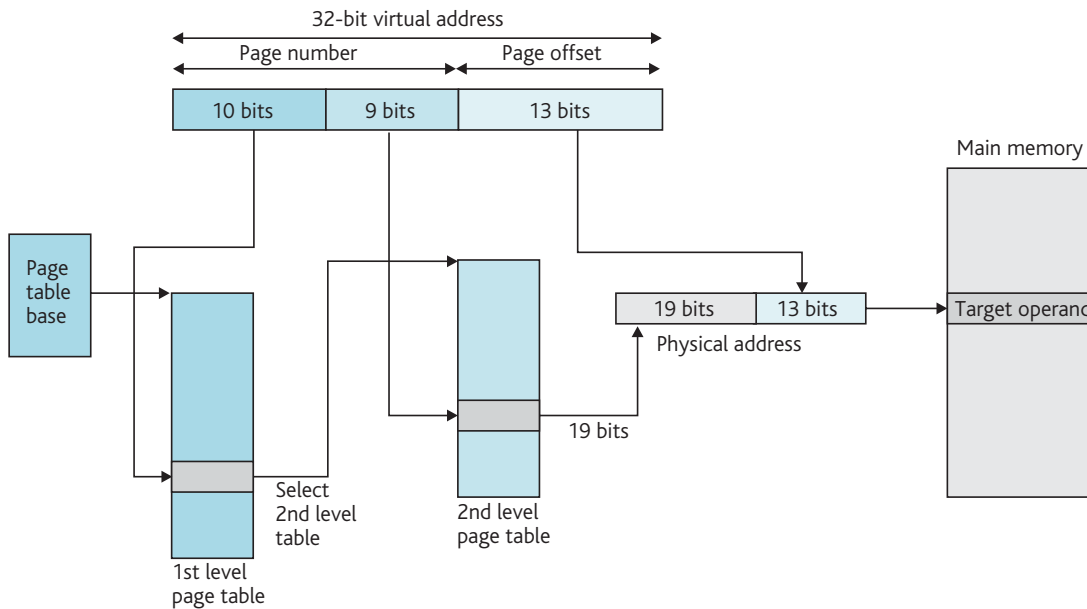 32-bit virtual address
Page number
Page offset
10 bits
9 bits
13 bits
Main memory
Page
table
base
19 bits
13 bits
Target operand
Physical address
19 bits
Select
2nd level
table
2nd level
page table
1st level
page table